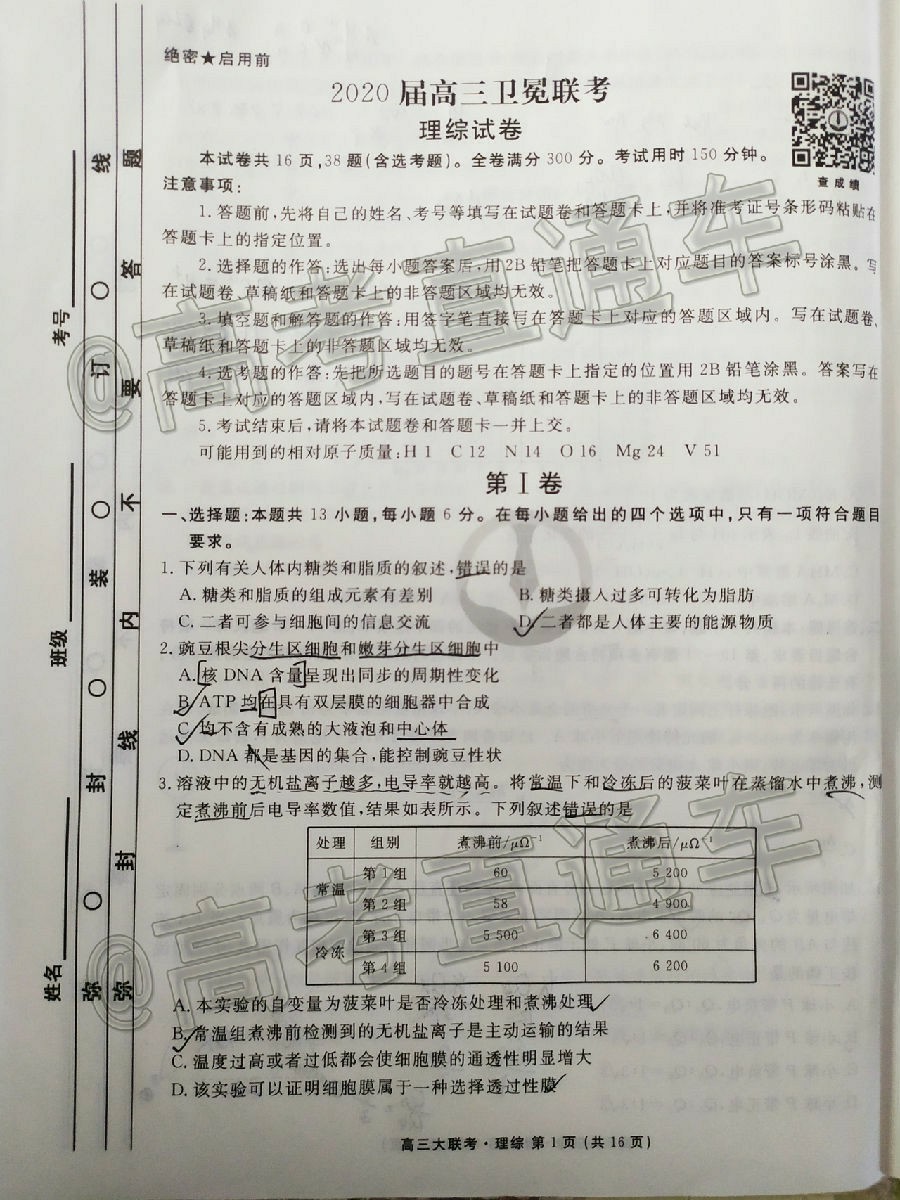 绝密★启用前
2020届高三卫冕联考
理综试卷
查成绩
本试卷共16页,38题(含选考题)。全卷满分300分。考试用时150分钟。
注意事项:
1.答题前,先将自己的姓名、考号等填写在试题卷和答题卡上,并将准考证号条形码粘贴在
答题卡上的指定位置。
2.选择题的作答:选出每小题答案后,用2B铅笔把答题卡上对应题目的答案标号涂黑。写
在试题卷、草稿纸和答题卡上的非答题区域均无效。
3.填空题和解答题的作答:用签字笔直接写在答题卡上对应的答题区域内。写在试题卷、
草稿纸和答题卡上的非答题区域均无效。
4.选考题的作答:先把所选题目的题号在答题卡上指定的位置用2B铅笔涂黑。答案写在
答题卡上对应的答题区域内,写在试题卷、草稿纸和答题卡上的非答题区域均无效。
5.考试结束后,请将本试题卷和答题卡一并上交。
可能用到的相对原子质量:H 1 C 12 N 14 O 16 Mg 24 V 51
第Ⅰ卷
一、选择题:本题共13小题,每小题6分。在每小题给出的四个选项中,只有一项符合题目
要求。
1.下列有关人体内糖类和脂质的叙述,错误的是
A.糖类和脂质的组成元素有差别 B.糖类摄人过多可转化为脂肪
C.二者可参与细胞间的信息交流 D.二者都是人体主要的能源物质
2.豌豆根尖分生区细胞和嫩芽分生区细胞中
A.核DNA含量呈现出同步的周期性变化
B.ATP均在具有双层膜的细胞器中合成
C.均不含有成熟的大液泡和中心体
D.DNA都是基因的集合,能控制豌豆性状
3.溶液中的无机盐离子越多,电导率就越高。将常温下和冷冻后的菠菜叶在蒸馏水中煮沸,测
定煮沸前后电导率数值,结果如表所示。下列叙述错误的是
处理 组别 煮沸前/μΩ⁻¹ 煮沸后/μΩ⁻¹
常温 第1组 60 5 200
第2组 58 4 900
冷冻 第3组 5 500 6 400
第4组 5 100 6 200
A.本实验的自变量为菠菜叶是否冷冻处理和煮沸处理
B.常温组煮沸前检测到的无机盐离子是主动运输的结果
C.温度过高或者过低都会使细胞膜的通透性明显增大
D.该实验可以证明细胞膜属于一种选择透过性膜
高三大联考·理综 第1页(共16页)
姓名
班级
考号
弥 封 装 订 线
弥 封 线 内 不 要 答 题
@高考直通车
@高考直通车